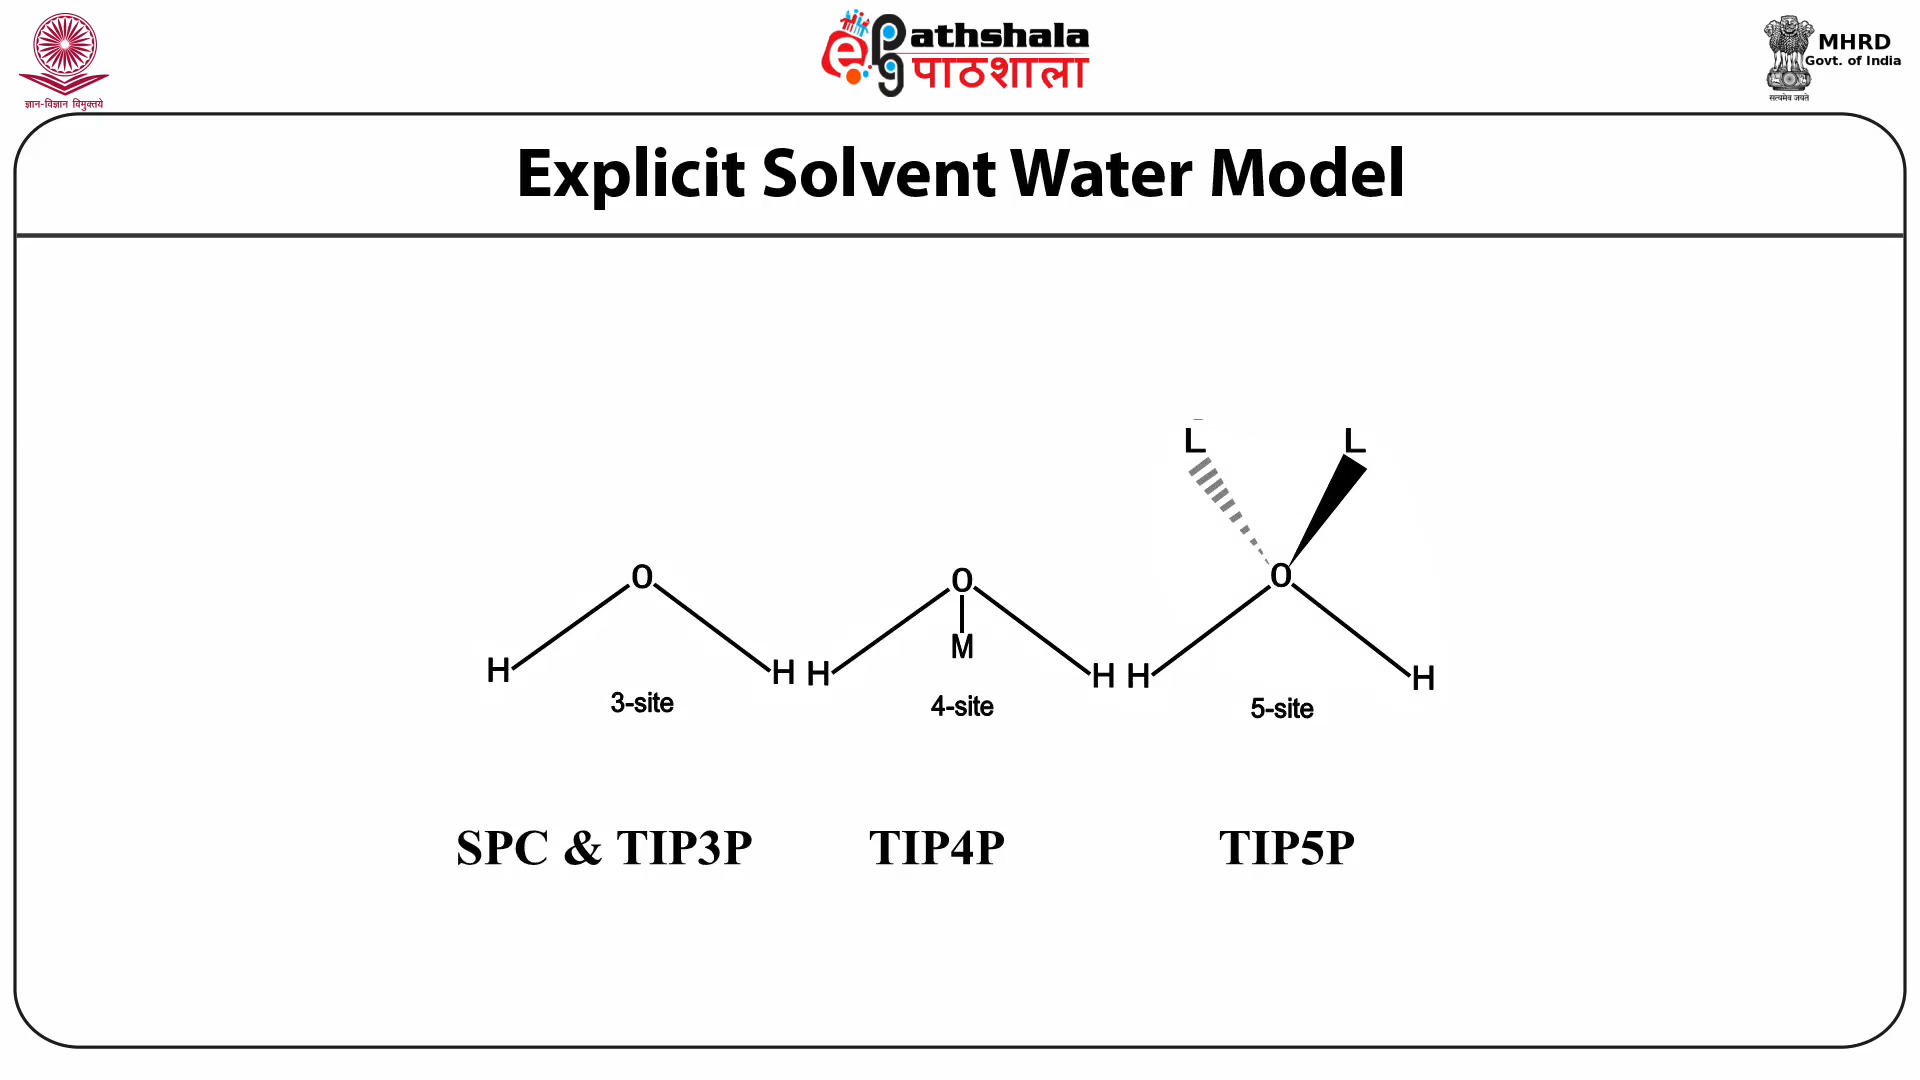 ज्ञान-विज्ञान विमुक्तये
ePathshala
पाठशाला
MHRD
Govt. of India
सत्यमेव जयते
Explicit Solvent Water Model
L L
O O O
M
H H H H H H
3-site 4-site 5-site
SPC & TIP3P TIP4P TIP5P